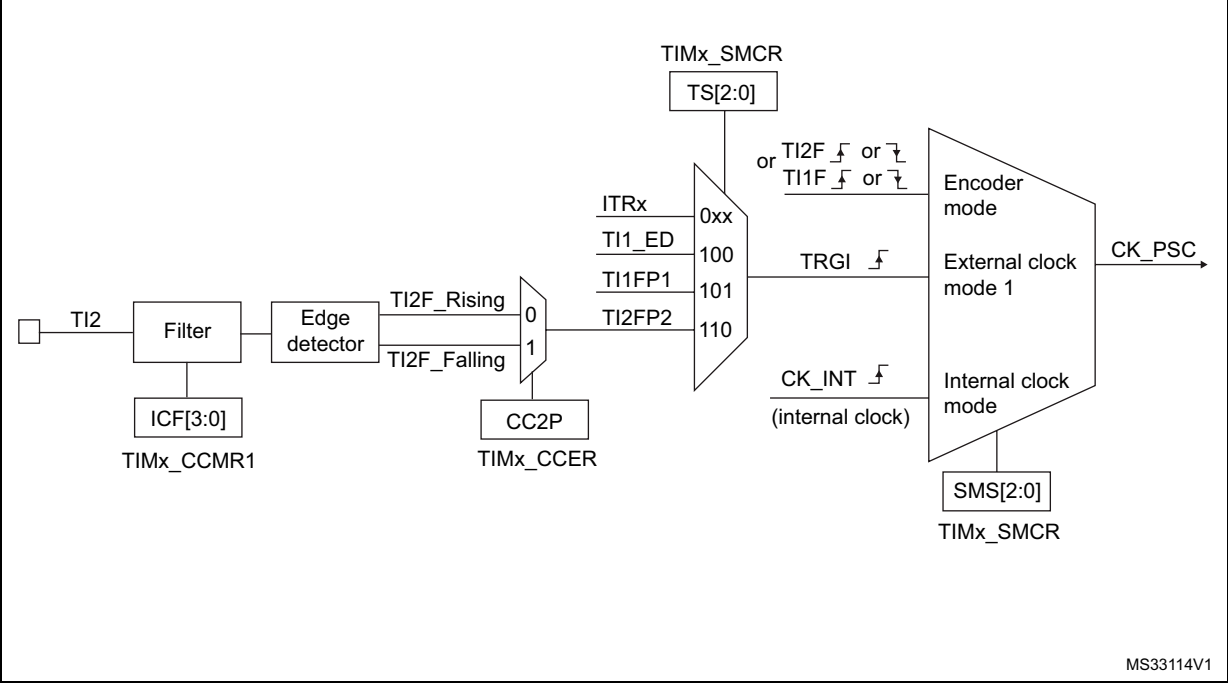 TIMx_SMCR
TS[2:0]
or TI2F or
TI1F or
Encoder
mode
ITRx
0xx
TI1_ED
100
TRGI
External clock
mode 1
CK_PSC
TI1FP1
101
TI2FP2
110
TI2
Filter
Edge
detector
TI2F_Rising
0
TI2F_Falling
1
CK_INT
(internal clock)
Internal clock
mode
ICF[3:0]
TIMx_CCMR1
CC2P
TIMx_CCER
SMS[2:0]
TIMx_SMCR
MS33114V1